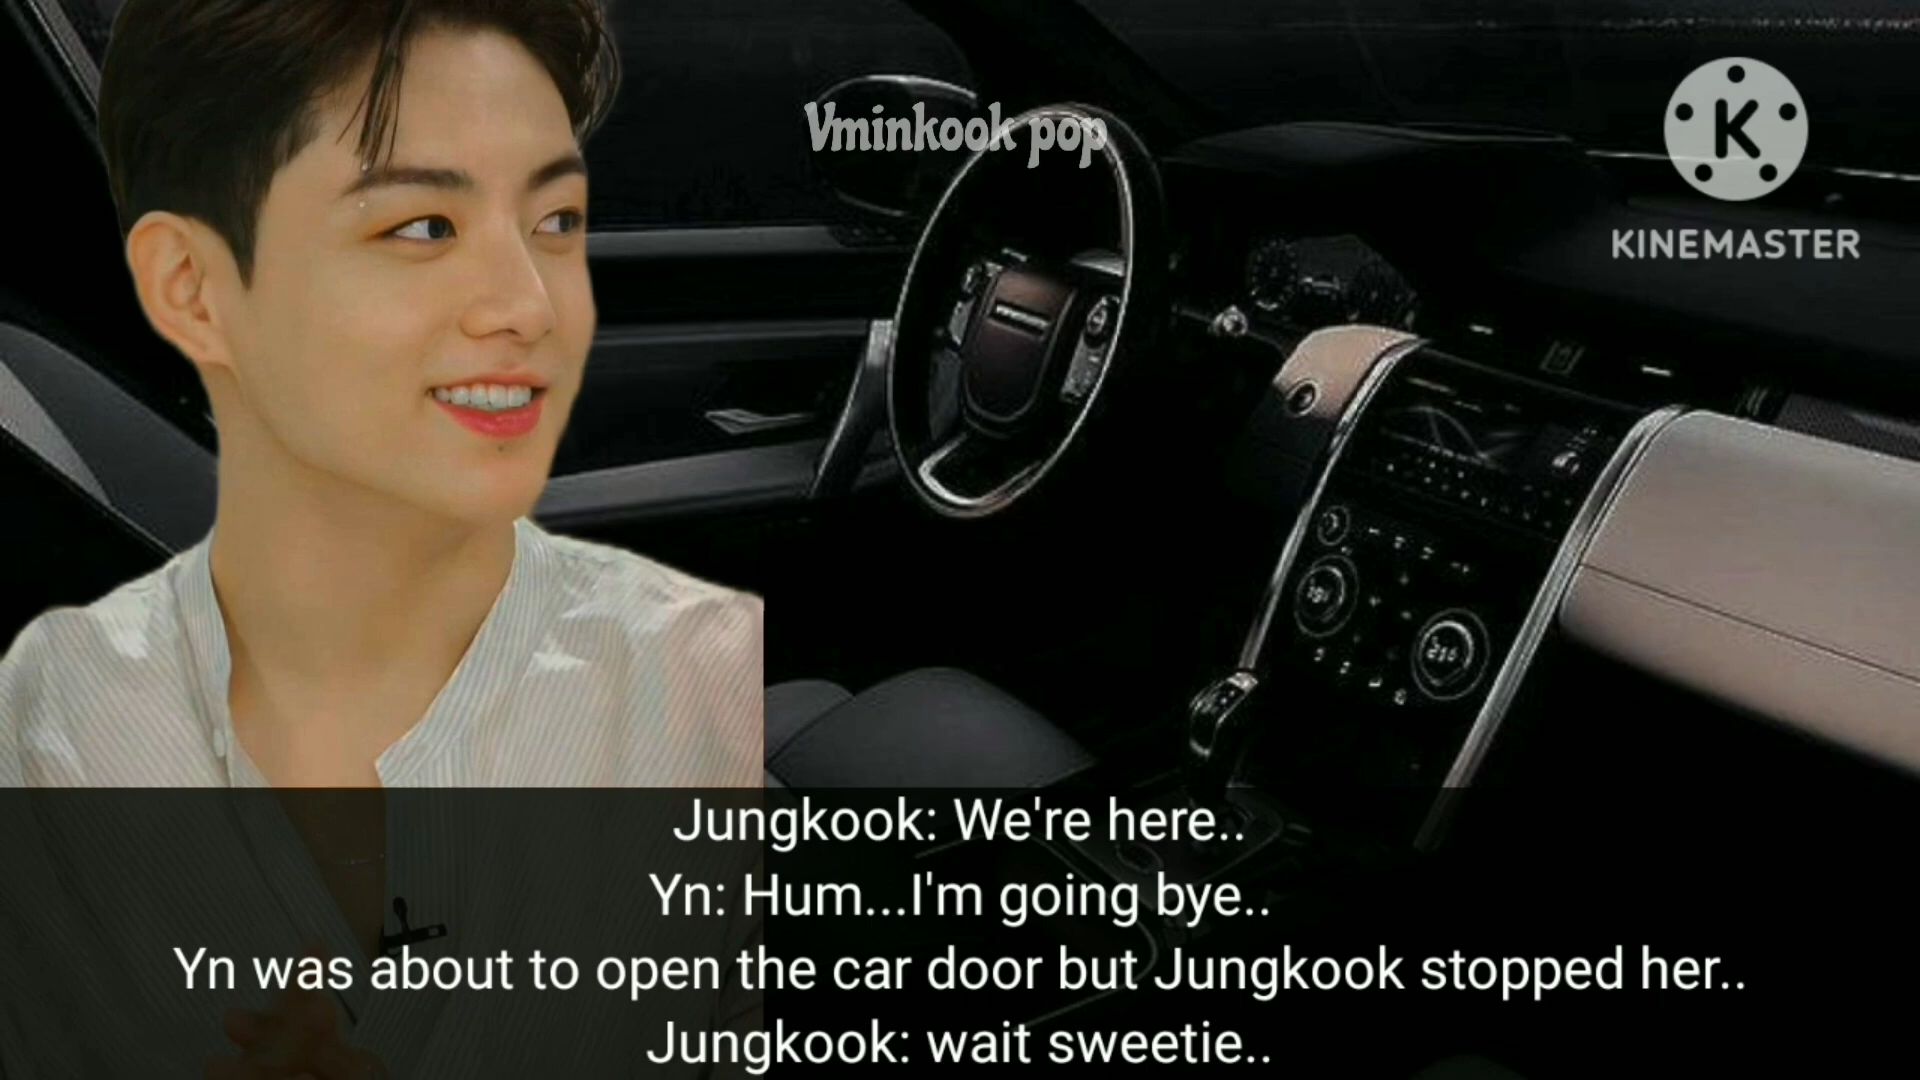 Vminkook pop
K
KINEMASTER
Jungkook: We're here..
Yn: Hum...I'm going bye..
Yn was about to open the car door but Jungkook stopped her..
Jungkook: wait sweetie..